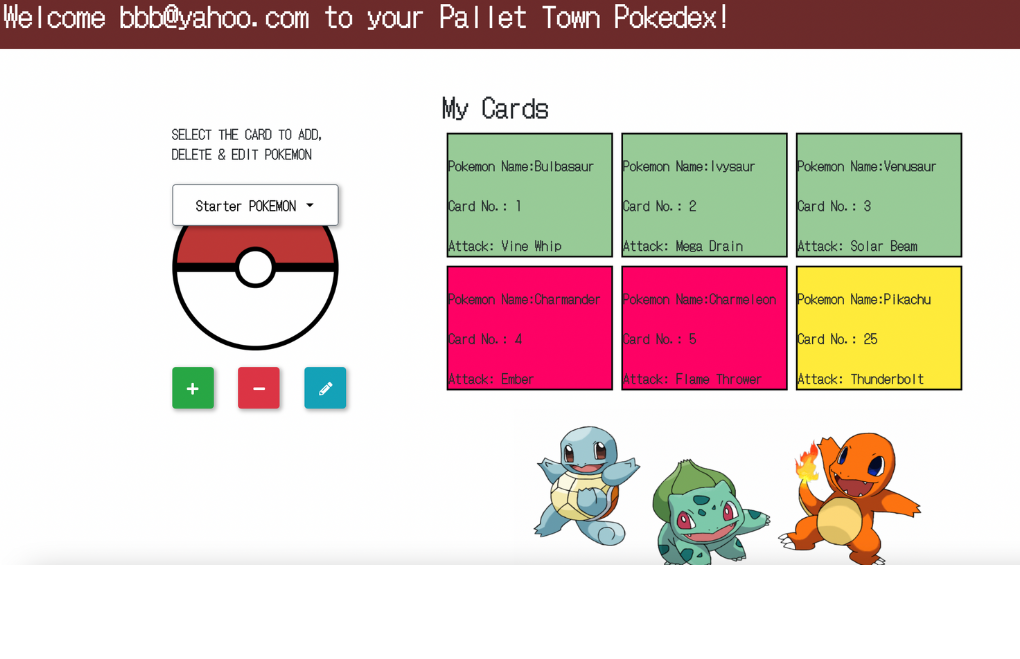 Welcome bbb@yahoo.com to your Pallet Town Pokedex!
SELECT THE CARD TO ADD,
DELETE & EDIT POKEMON
Starter POKEMON
My Cards
Pokemon Name:Bulbasaur
Card No.: 1
Attack: Vine Whip
Pokemon Name:Ivysaur
Card No.: 2
Attack: Mega Drain
Pokemon Name:Venusaur
Card No.: 3
Attack: Solar Beam
Pokemon Name:Charmander
Card No.: 4
Attack: Ember
Pokemon Name:Charmeleon
Card No.: 5
Attack: Flame Thrower
Pokemon Name:Pikachu
Card No.: 25
Attack: Thunderbolt